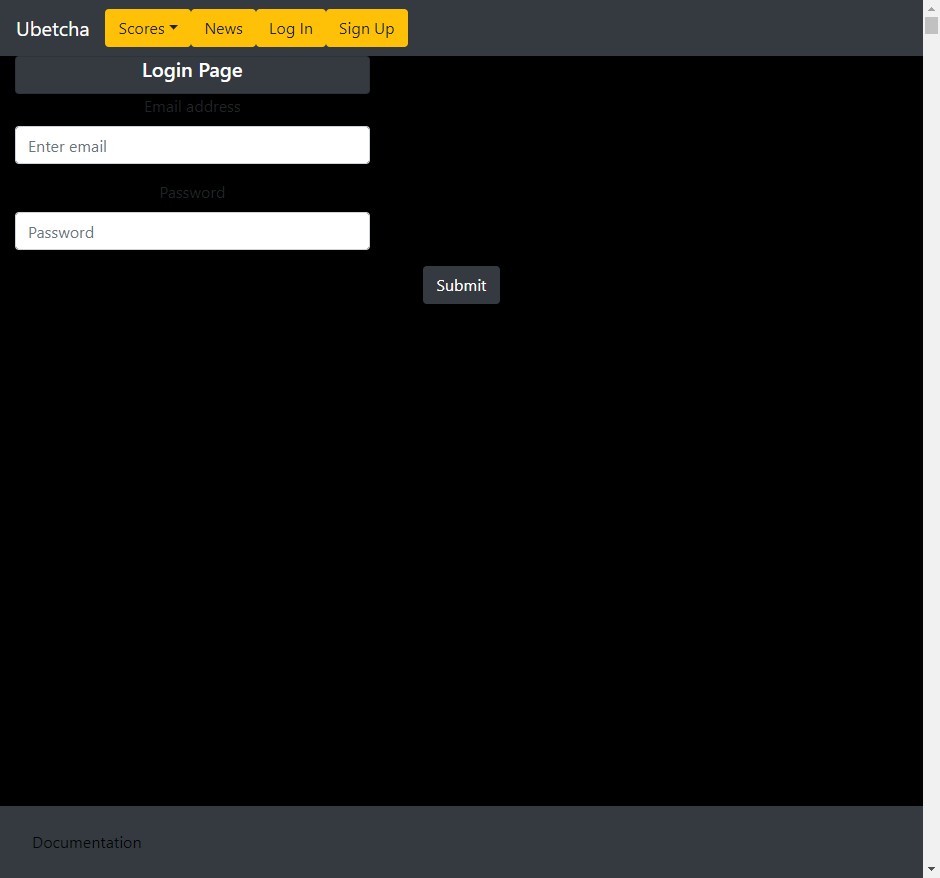 Ubetcha Scores News Log In Sign Up
Login Page
Email address
Enter email
Password
Password
Submit
Documentation